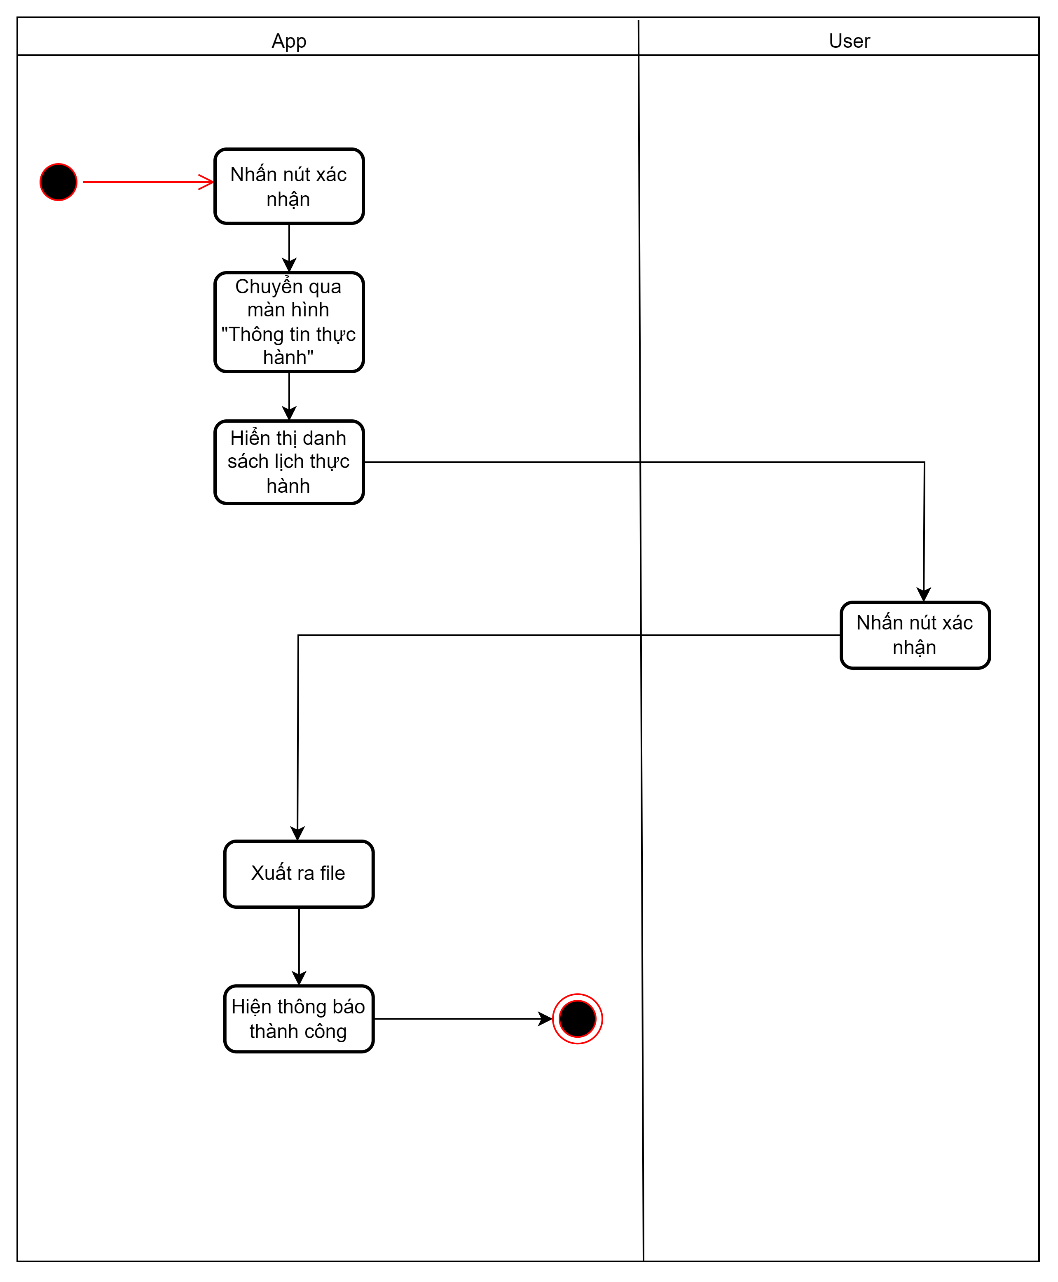 App
User
Nhấn nút xác
nhận
Chuyển qua
màn hình
"Thông tin thực
hành"
Hiển thị danh
sách lịch thực
hành
Nhấn nút xác
nhận
Xuất ra file
Hiện thông báo
thành công